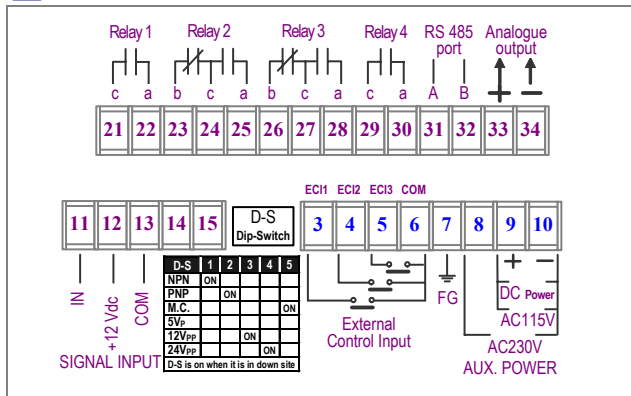 Relay 1 Relay 2 Relay 3 Relay 4 RS 485 port Analogue output
c a b c a b c a c a A B + −
21 22 23 24 25 26 27 28 29 30 31 32 33 34
ECI1 ECI2 ECI3 COM
11 12 13 14 15 D-S Dip-Switch 3 4 5 6 7 8 9 10
IN +12 Vdc COM
SIGNAL INPUT
D-S 1 2 3 4 5
NPN ON
PNP ON
M.C. ON
5VP
12VPP ON
24VPP ON
D-S is on when it is in down site
External
Control Input
FG
+ −
DC Power
AC115V
AC230V
AUX. POWER